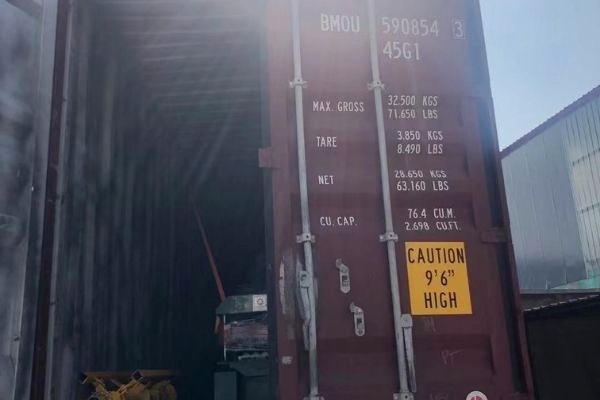 BMOU 590854 3
45G1
MAX. GROSS 32.500 KGS
71.650 LBS
TARE 3.850 KGS
8.490 LBS
NET 28.650 KGS
63.160 LBS
CU. CAP. 76.4 CU.M.
2.698 CU.FT.
CAUTION
9'6"
HIGH